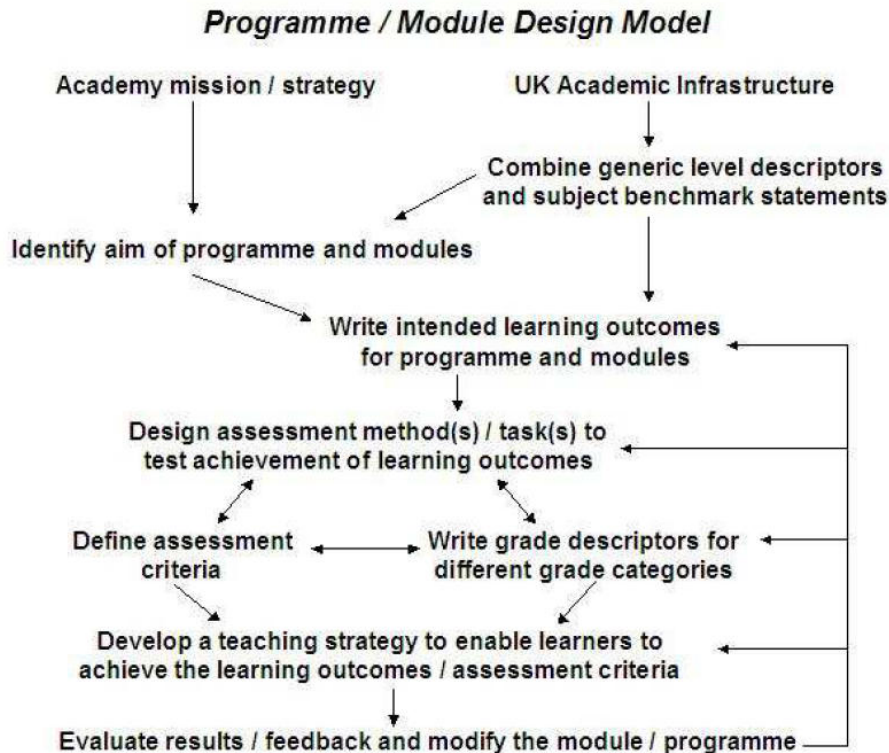 Programme / Module Design Model
Academy mission / strategy
UK Academic Infrastructure
Combine generic level descriptors
and subject benchmark statements
Identify aim of programme and modules
Write intended learning outcomes
for programme and modules
Design assessment method(s) / task(s) to
test achievement of learning outcomes
Define assessment
criteria
Write grade descriptors for
different grade categories
Develop a teaching strategy to enable learners to
achieve the learning outcomes / assessment criteria
Evaluate results / feedback and modify the module / programme